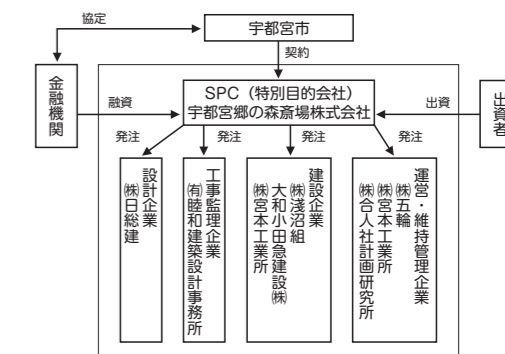 協定
宇都宮市
契約
金融機関
融資
SPC（特別目的会社）
宇都宮郷の森斎場株式会社
出資
出資者
発注
発注
発注
発注
設計企業
㈱日総建
工事監理企業
㈲睦和建築設計事務所
建設企業
㈱淺沼組
大和小田急建設㈱
㈱宮本工業所
運営・維持管理企業
㈱五輪
㈱宮本工業所
㈱合人社計画研究所